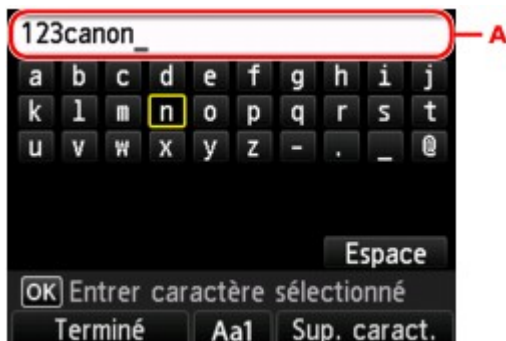 123canon_
A
a b c d e f g h i j
k l m n o p q r s t
u v w x y z - . _ @
Espace
OK Entrer caractère sélectionné
Terminé Aa1 Sup. caract.